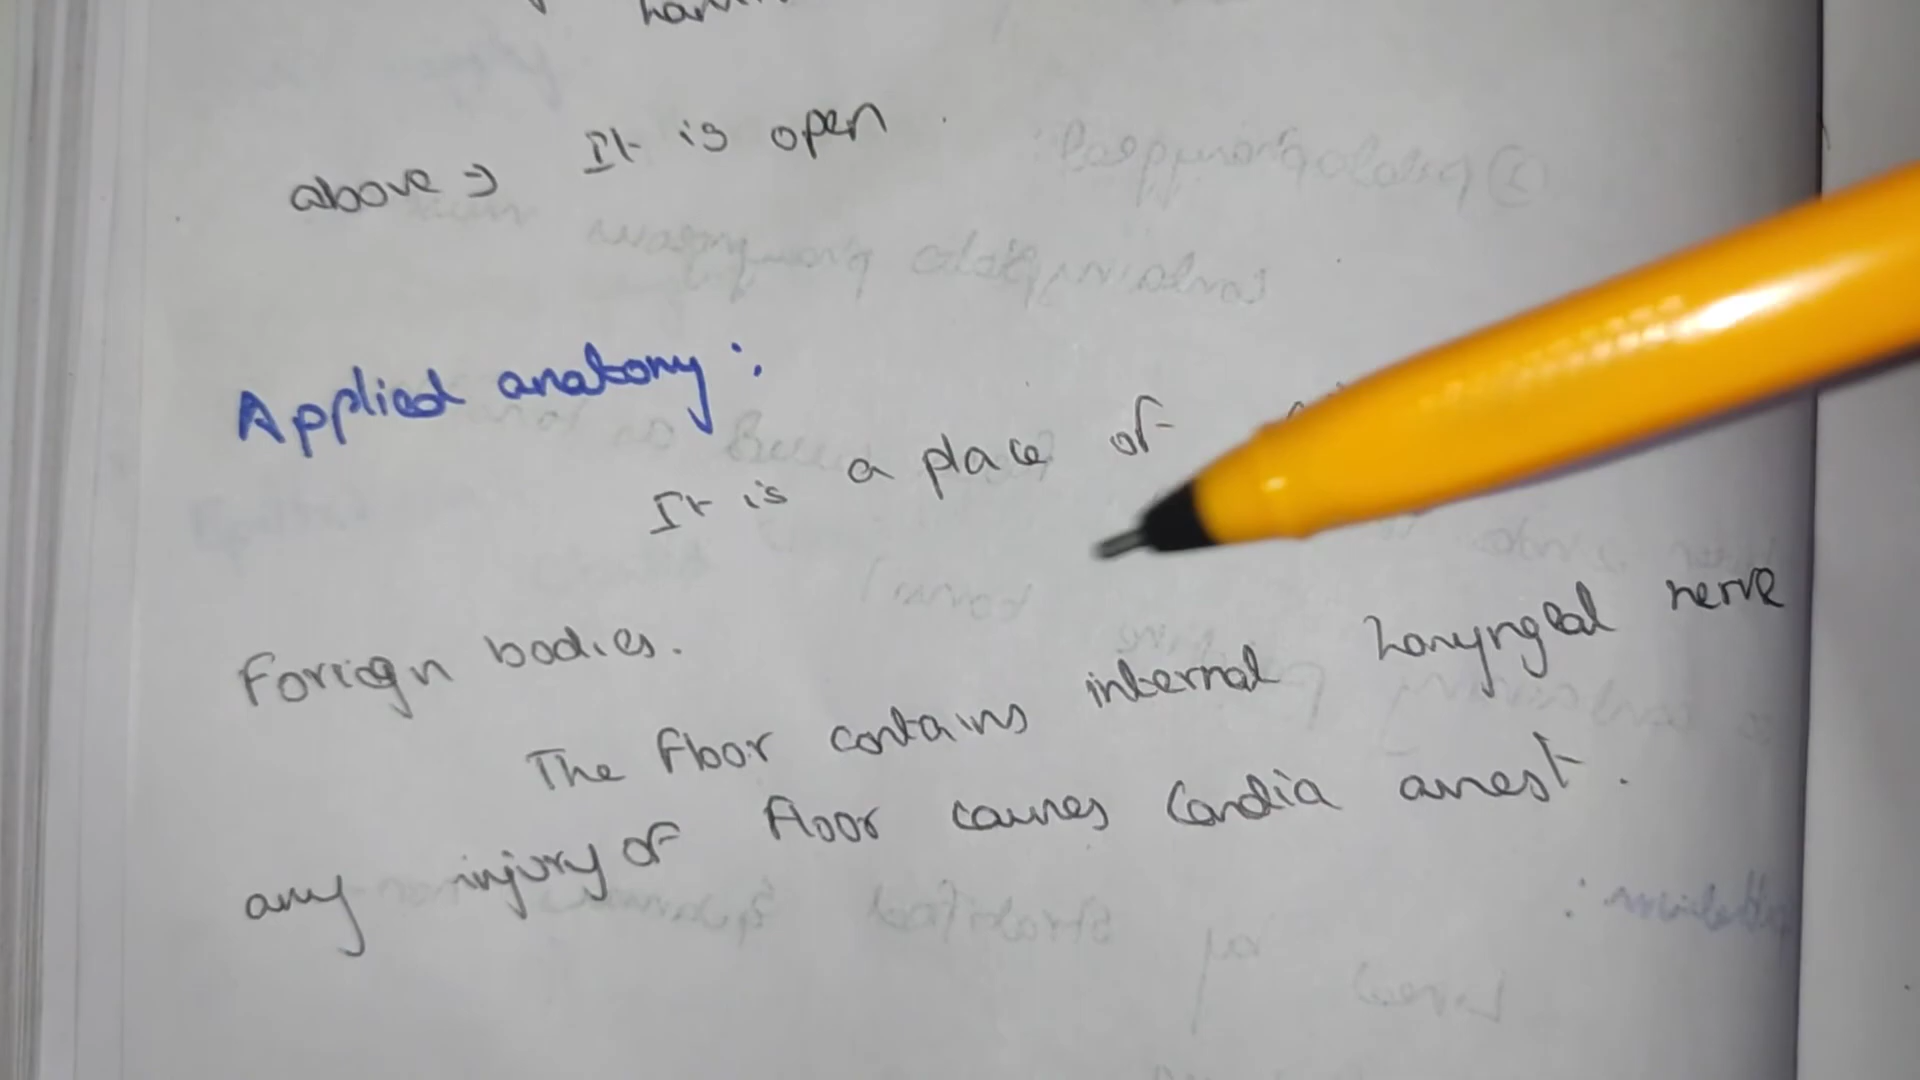 above → It is open
Applied anatomy :
It is a place of
Foriegn bodies.
The floor contains internal Laryngeal nerve
any injury of floor causes Cardia arrest.